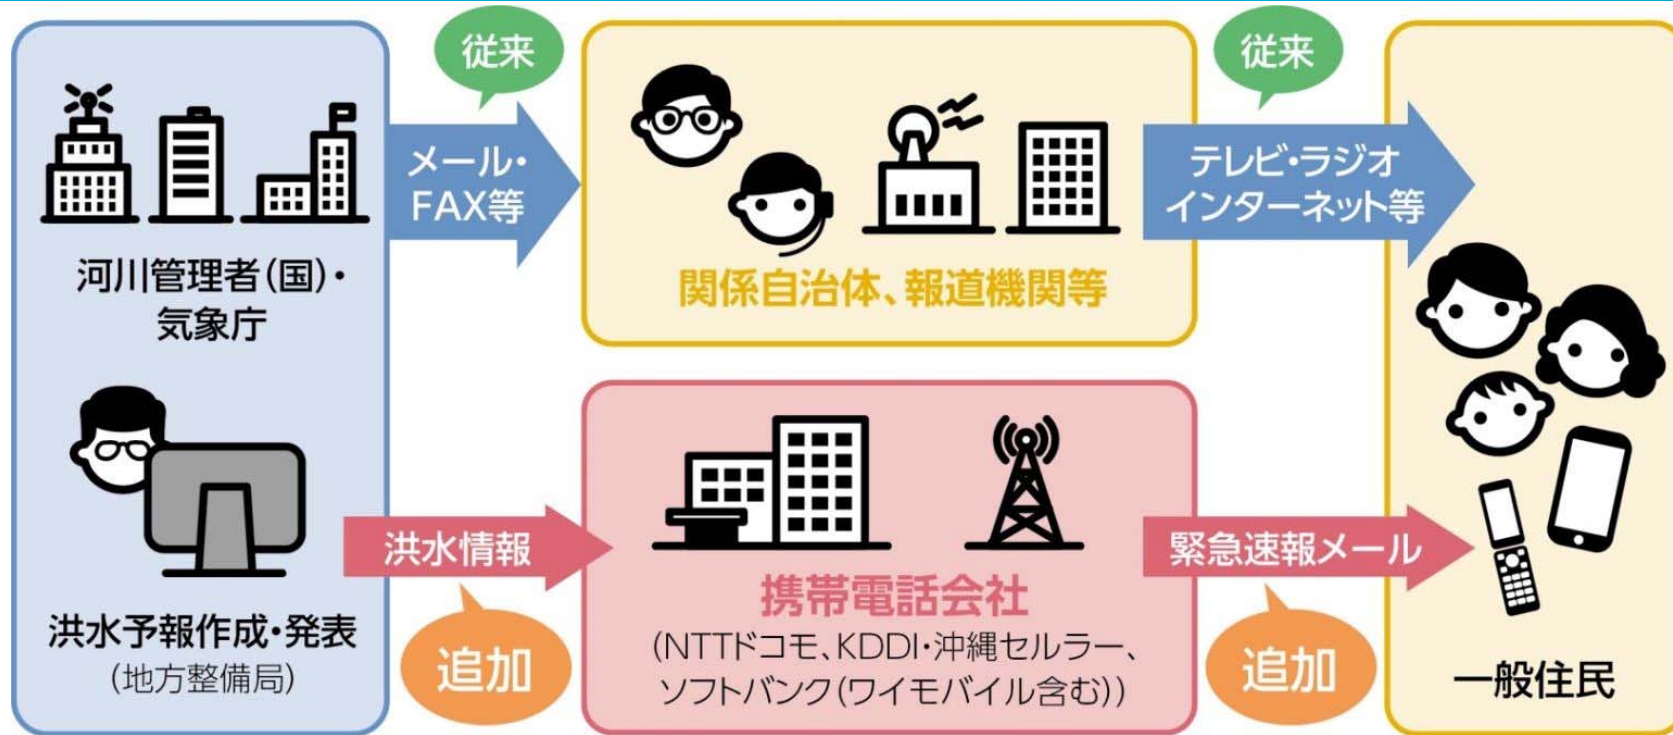 河川管理者(国)・
気象庁
洪水予報作成・発表
(地方整備局)
従来
メール・
FAX等
関係自治体、報道機関等
従来
テレビ・ラジオ
インターネット等
洪水情報
追加
携帯電話会社
(NTTドコモ、KDDI・沖縄セルラー、
ソフトバンク(ワイモバイル含む))
緊急速報メール
追加
一般住民